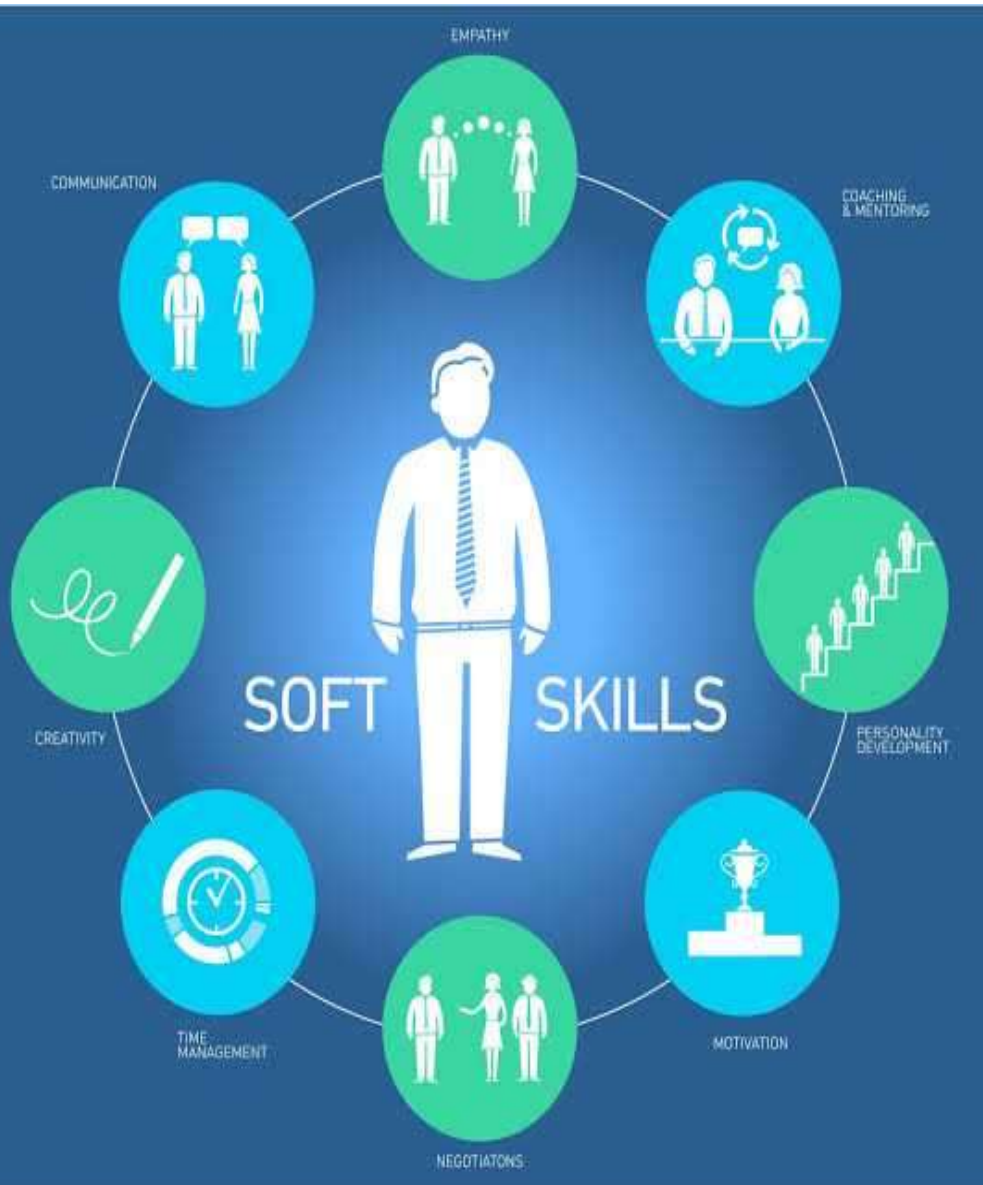 EMPATHY
COMMUNICATION
COACHING
& MENTORING
SOFT SKILLS
CREATIVITY
PERSONALITY
DEVELOPMENT
TIME
MANAGEMENT
MOTIVATION
NEGOTIATONS